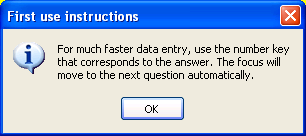 First use instructions
For much faster data entry, use the number key
that corresponds to the answer. The focus will
move to the next question automatically.
OK